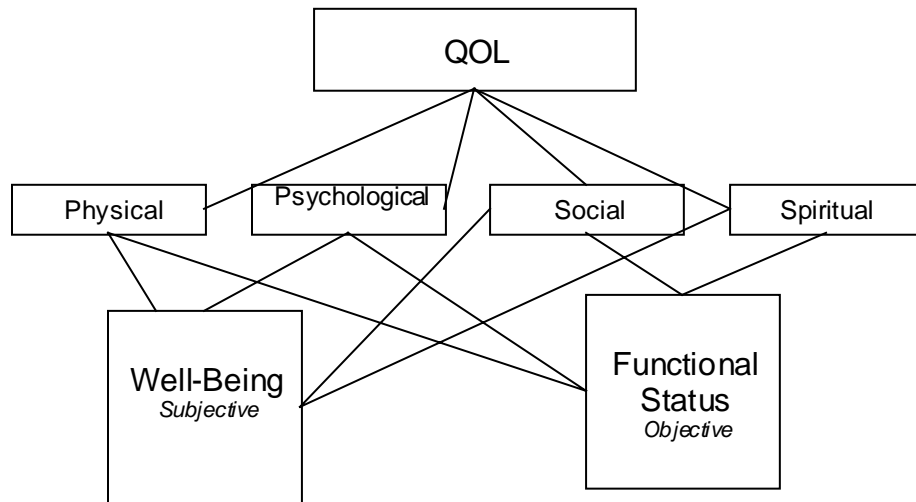 QOL
Physical
Psychological
Social
Spiritual
Well-Being
Subjective
Functional
Status
Objective